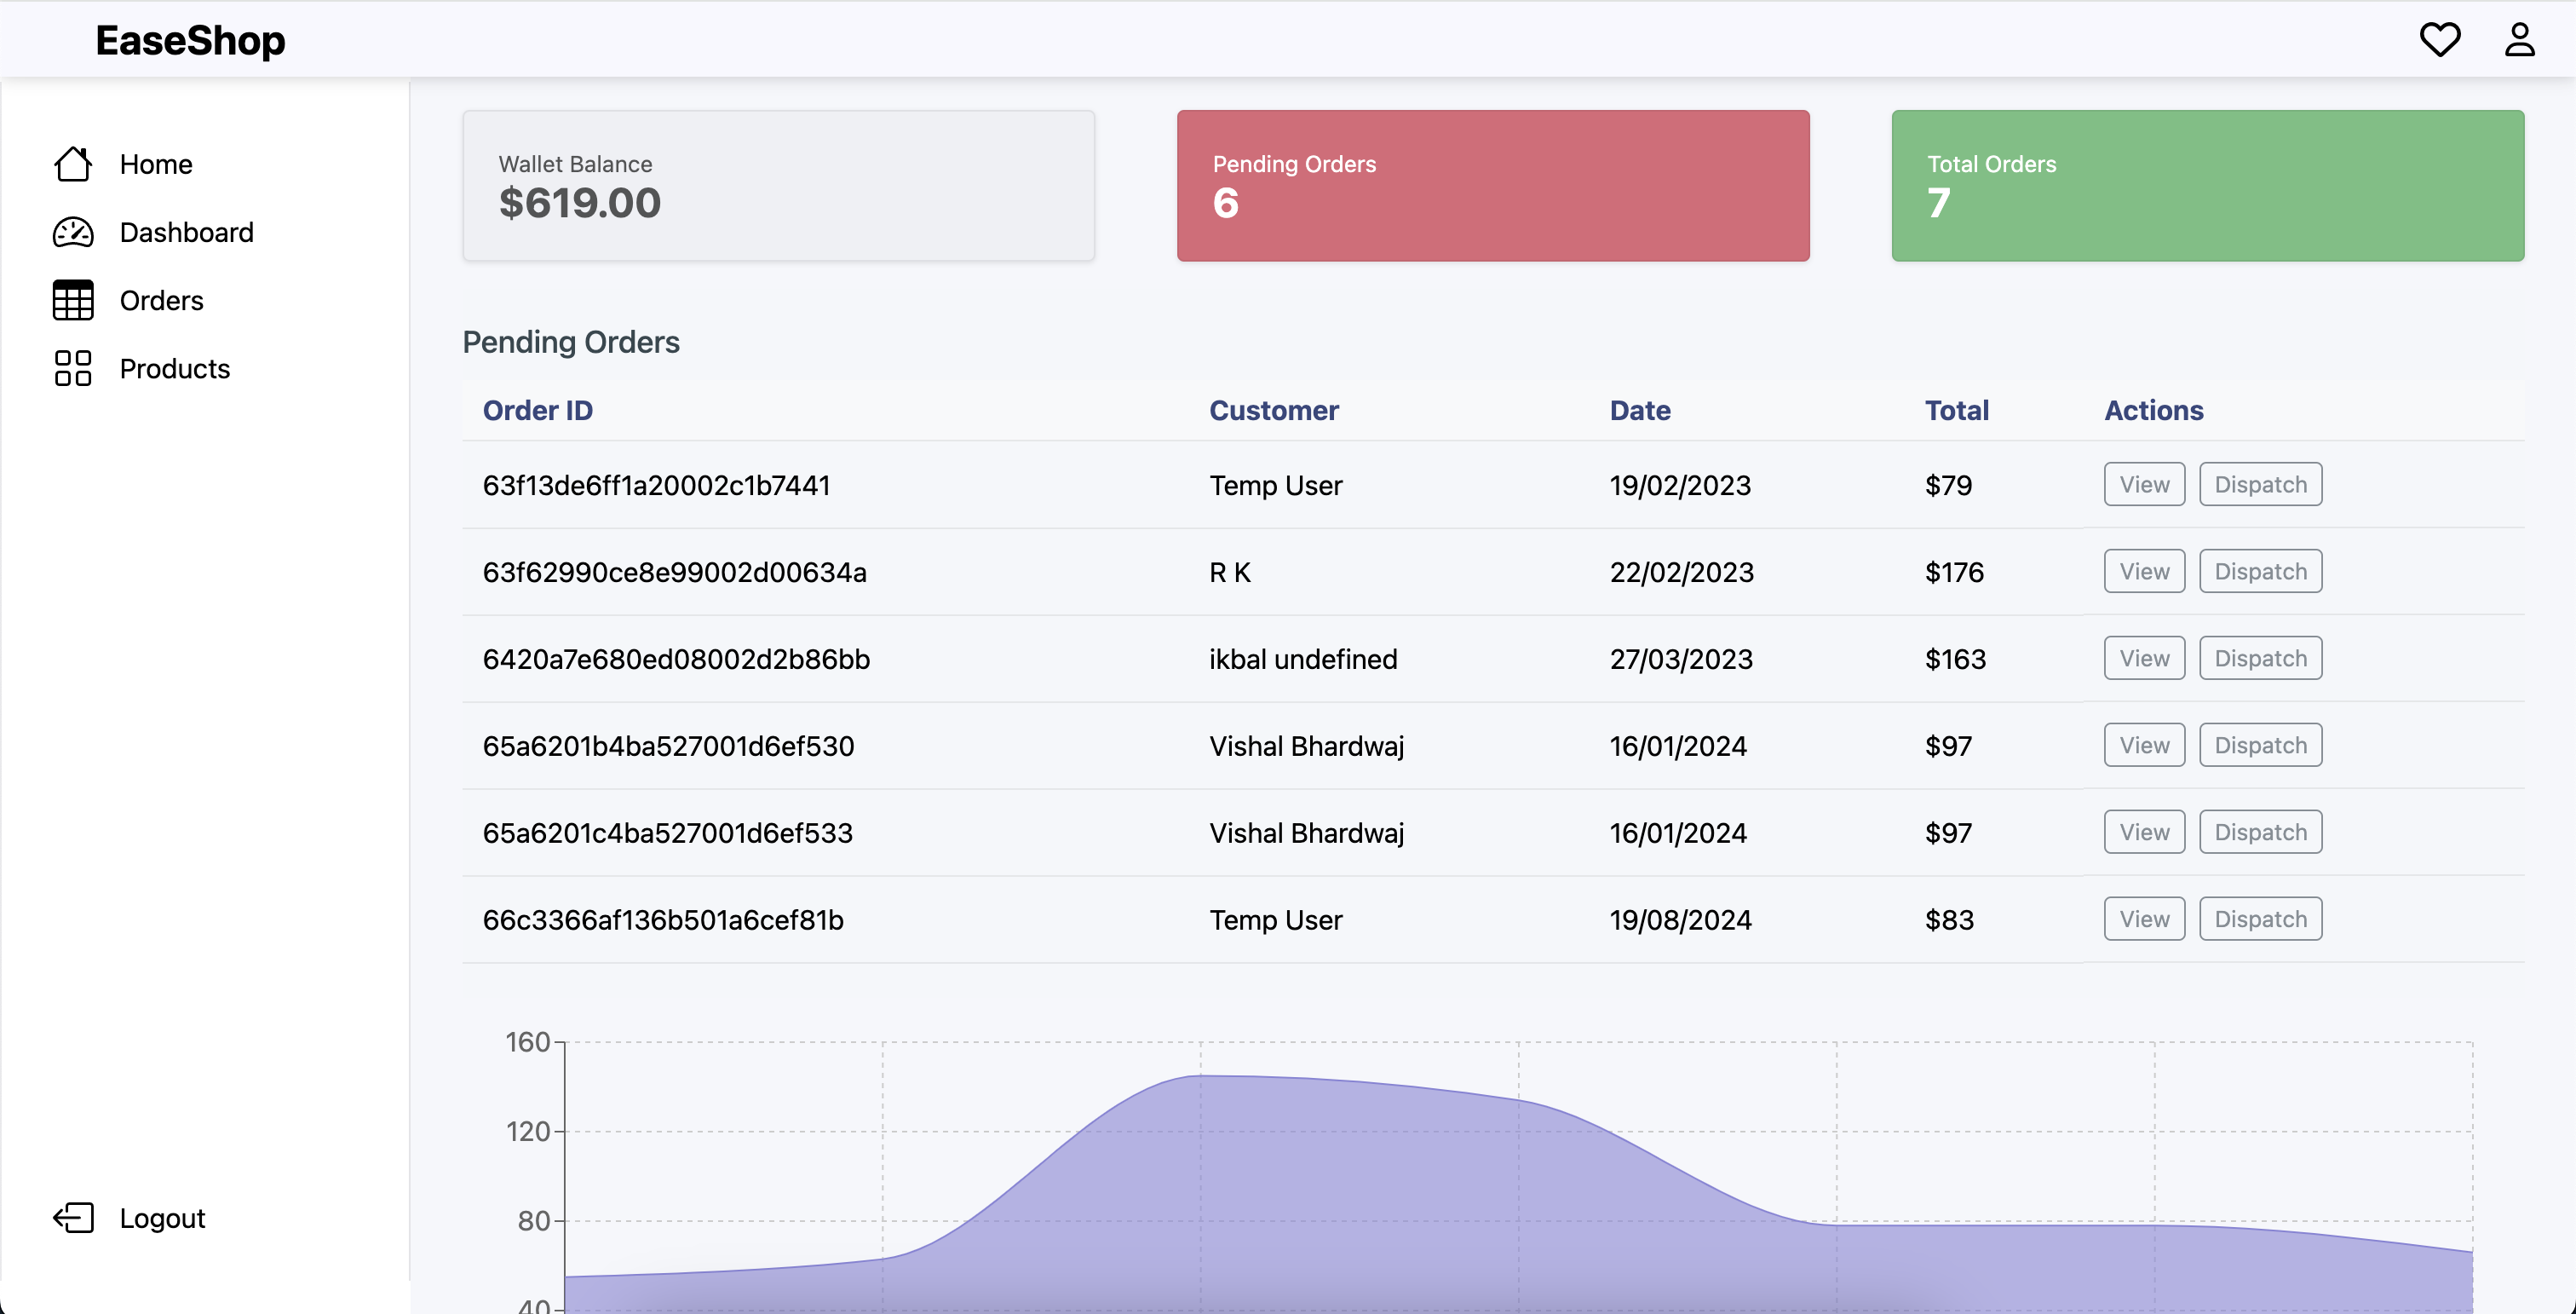 EaseShop
Home
Dashboard
Orders
Products
Logout
Wallet Balance
$619.00
Pending Orders
6
Total Orders
7
Pending Orders
Order ID Customer Date Total Actions
63f13de6ff1a20002c1b7441 Temp User 19/02/2023 $79 View Dispatch
63f62990ce8e99002d00634a R K 22/02/2023 $176 View Dispatch
6420a7e680ed08002d2b86bb ikbal undefined 27/03/2023 $163 View Dispatch
65a6201b4ba527001d6ef530 Vishal Bhardwaj 16/01/2024 $97 View Dispatch
65a6201c4ba527001d6ef533 Vishal Bhardwaj 16/01/2024 $97 View Dispatch
66c3366af136b501a6cef81b Temp User 19/08/2024 $83 View Dispatch
160
120
80
40